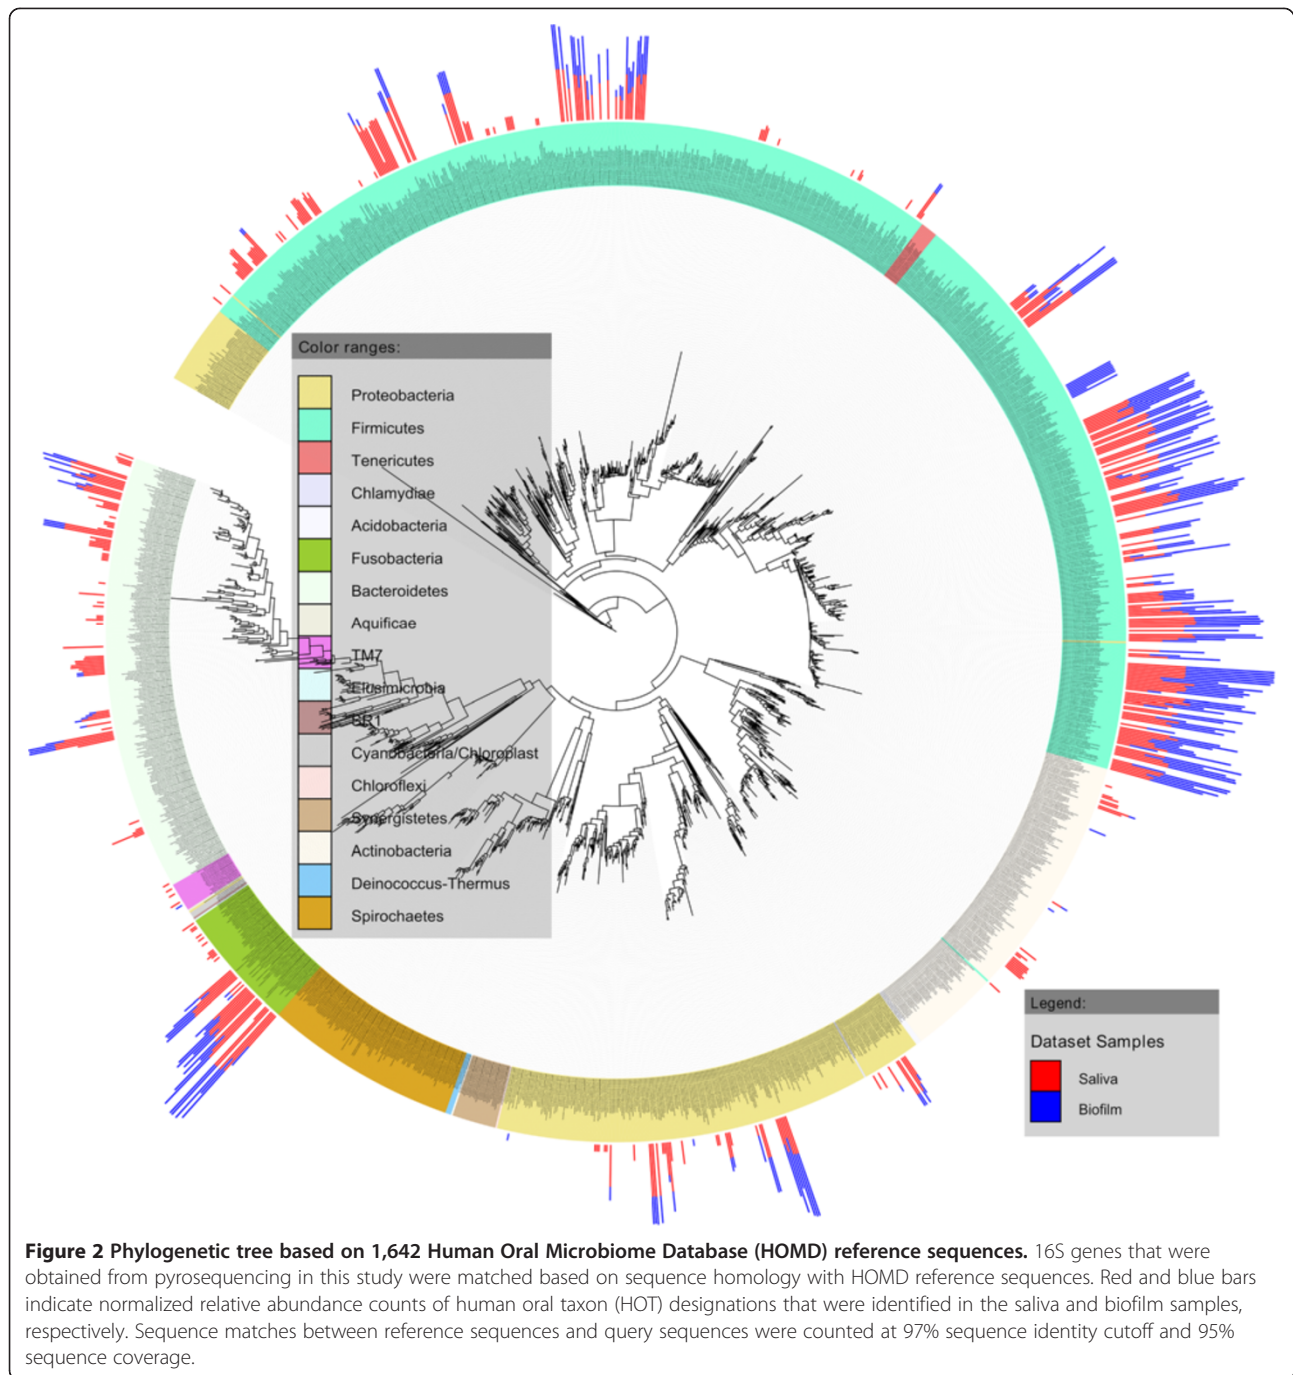 Color ranges:
Proteobacteria
Firmicutes
Tenericutes
Chlamydiae
Acidobacteria
Fusobacteria
Bacteroidetes
Aquificae
TM7
Elusimicrobia
SR1
Cyanobacteria/Chloroplast
Chloroflexi
Synergistetes
Actinobacteria
Deinococcus-Thermus
Spirochaetes
Legend:
Dataset Samples
Saliva
Biofilm
Figure 2 Phylogenetic tree based on 1,642 Human Oral Microbiome Database (HOMD) reference sequences. 16S genes that were
obtained from pyrosequencing in this study were matched based on sequence homology with HOMD reference sequences. Red and blue bars
indicate normalized relative abundance counts of human oral taxon (HOT) designations that were identified in the saliva and biofilm samples,
respectively. Sequence matches between reference sequences and query sequences were counted at 97% sequence identity cutoff and 95%
sequence coverage.